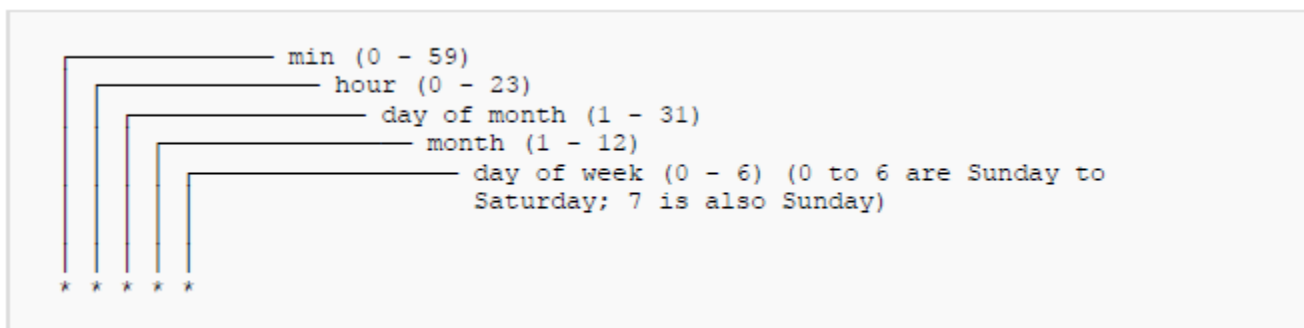 min (0 - 59)
hour (0 - 23)
day of month (1 - 31)
month (1 - 12)
day of week (0 - 6) (0 to 6 are Sunday to
Saturday; 7 is also Sunday)
* * * * *